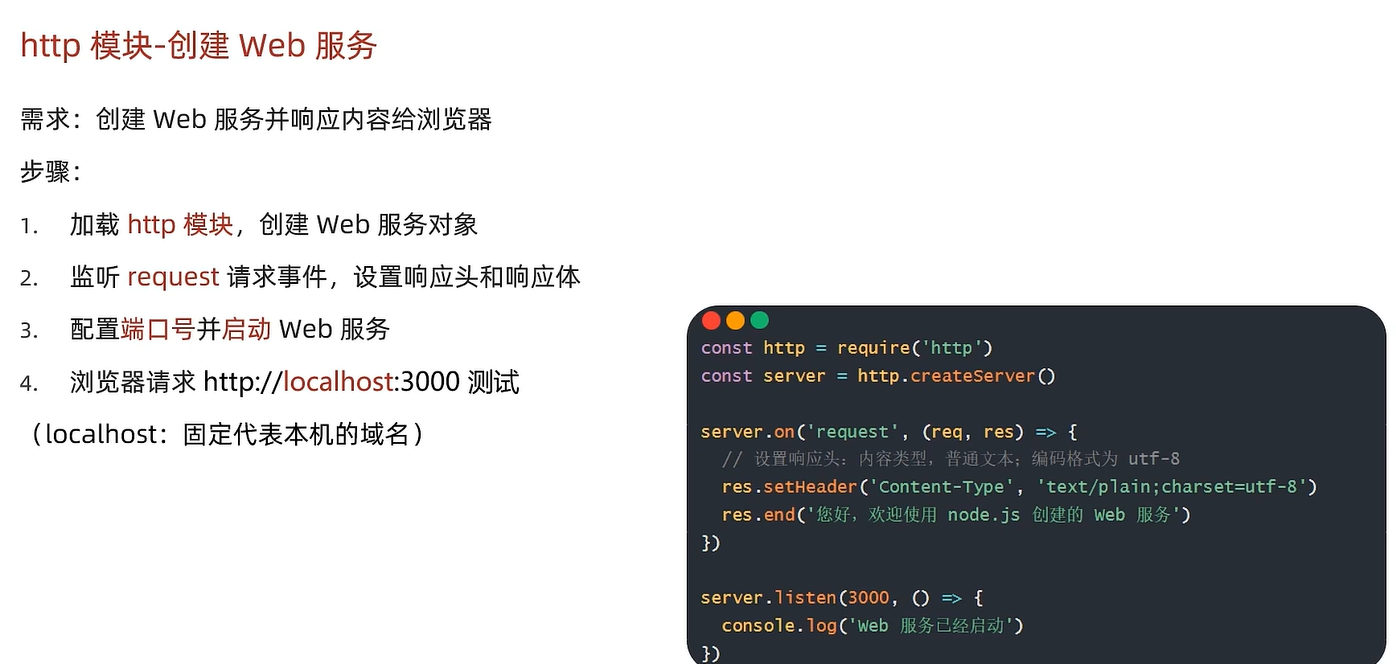 http 模块-创建 Web 服务
需求：创建 Web 服务并响应内容给浏览器
步骤：
1. 加载 http 模块，创建 Web 服务对象
2. 监听 request 请求事件，设置响应头和响应体
3. 配置端口号并启动 Web 服务
4. 浏览器请求 http://localhost:3000 测试
（localhost：固定代表本机的域名）
const http = require('http')
const server = http.createServer()
server.on('request', (req, res) => {
  // 设置响应头：内容类型，普通文本；编码格式为 utf-8
  res.setHeader('Content-Type', 'text/plain;charset=utf-8')
  res.end('您好，欢迎使用 node.js 创建的 Web 服务')
})
server.listen(3000, () => {
  console.log('Web 服务已经启动')
})